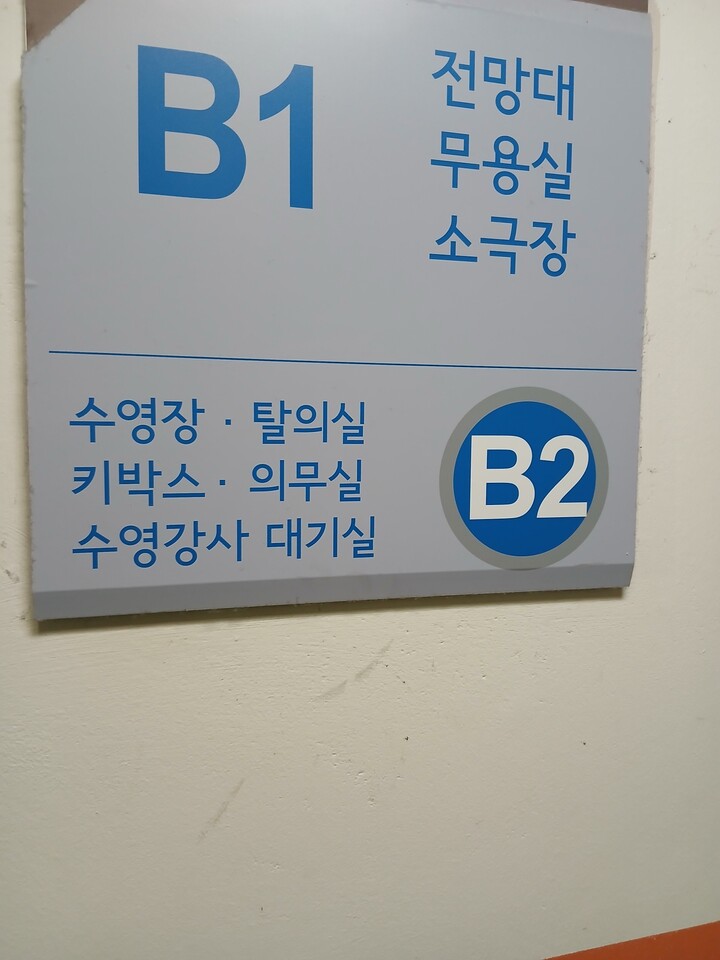 B1
전망대
무용실
소극장
수영장 · 탈의실
키박스 · 의무실
수영강사 대기실
B2